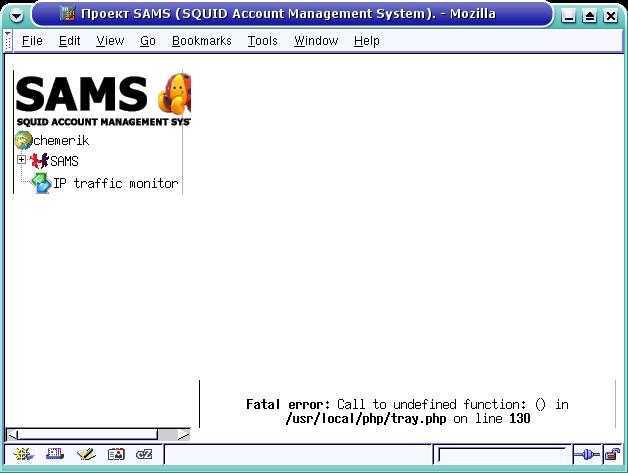 Проект SAMS (SQUID Account Management System). - Mozilla
File Edit View Go Bookmarks Tools Window Help
SAMS
SQUID ACCOUNT MANAGEMENT SYS
chemerik
SAMS
IP traffic monitor
Fatal error: Call to undefined function: () in
/usr/local/php/tray.php on line 130